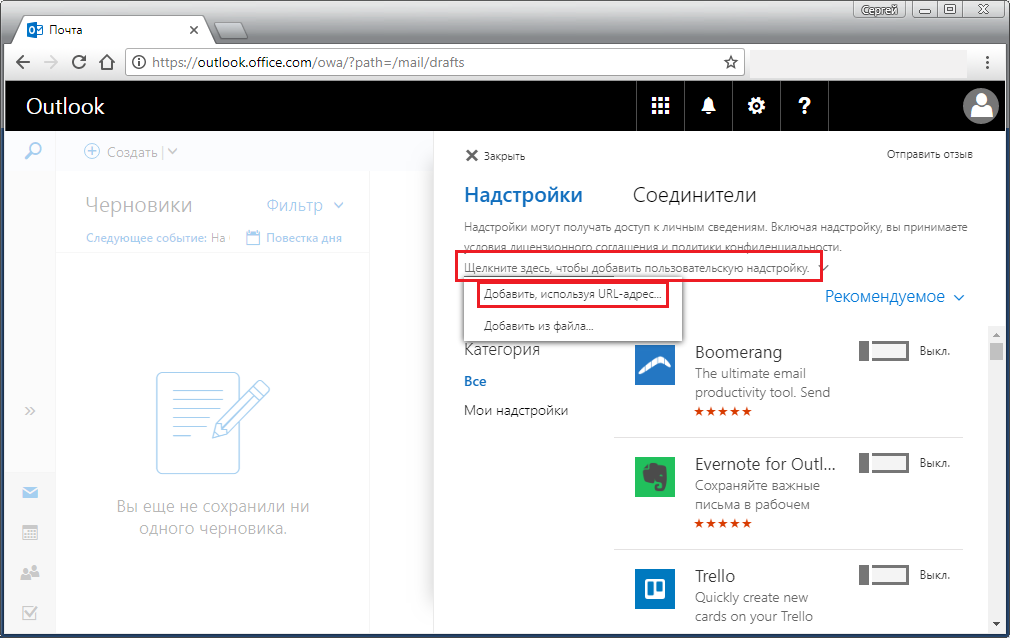 Сергей
Почта
https://outlook.office.com/owa/?path=/mail/drafts
Outlook
?
Создать
Закрыть
Отправить отзыв
Черновики
Фильтр
Следующее событие: На
Повестка дня
Надстройки
Соединители
Надстройки могут получать доступ к личным сведениям. Включая надстройку, вы принимаете
условия лицензионного соглашения и политики конфиденциальности.
Щелкните здесь, чтобы добавить пользовательскую надстройку.
Добавить, используя URL-адрес...
Добавить из файла...
Рекомендуемое
Категория
Все
Мои надстройки
Boomerang
Выкл.
The ultimate email
productivity tool. Send
Evernote for Outl...
Выкл.
Сохраняйте важные
письма в рабочем
Trello
Выкл.
Quickly create new
cards on your Trello
Вы еще не сохранили ни
одного черновика.